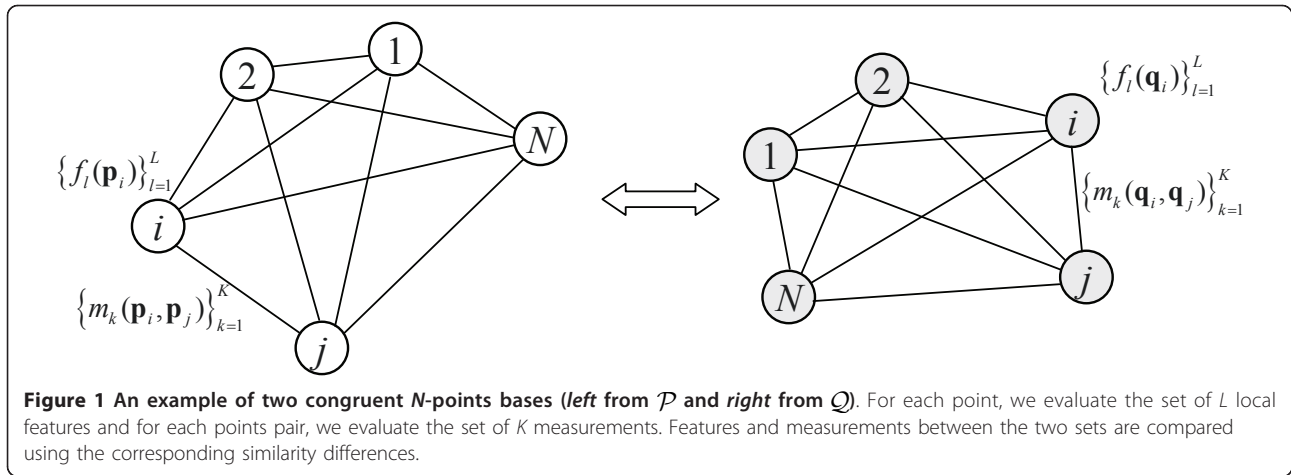 1
2
N
{f_l(𝐩_i)}_{l=1}^{L}
i
{m_k(𝐩_i,𝐩_j)}_{k=1}^{K}
j
2
{f_l(𝐪_i)}_{l=1}^{L}
i
1
{m_k(𝐪_i,𝐪_j)}_{k=1}^{K}
N
j
Figure 1 An example of two congruent N-points bases (left from 𝒫 and right from 𝒬). For each point, we evaluate the set of L local
features and for each points pair, we evaluate the set of K measurements. Features and measurements between the two sets are compared
using the corresponding similarity differences.